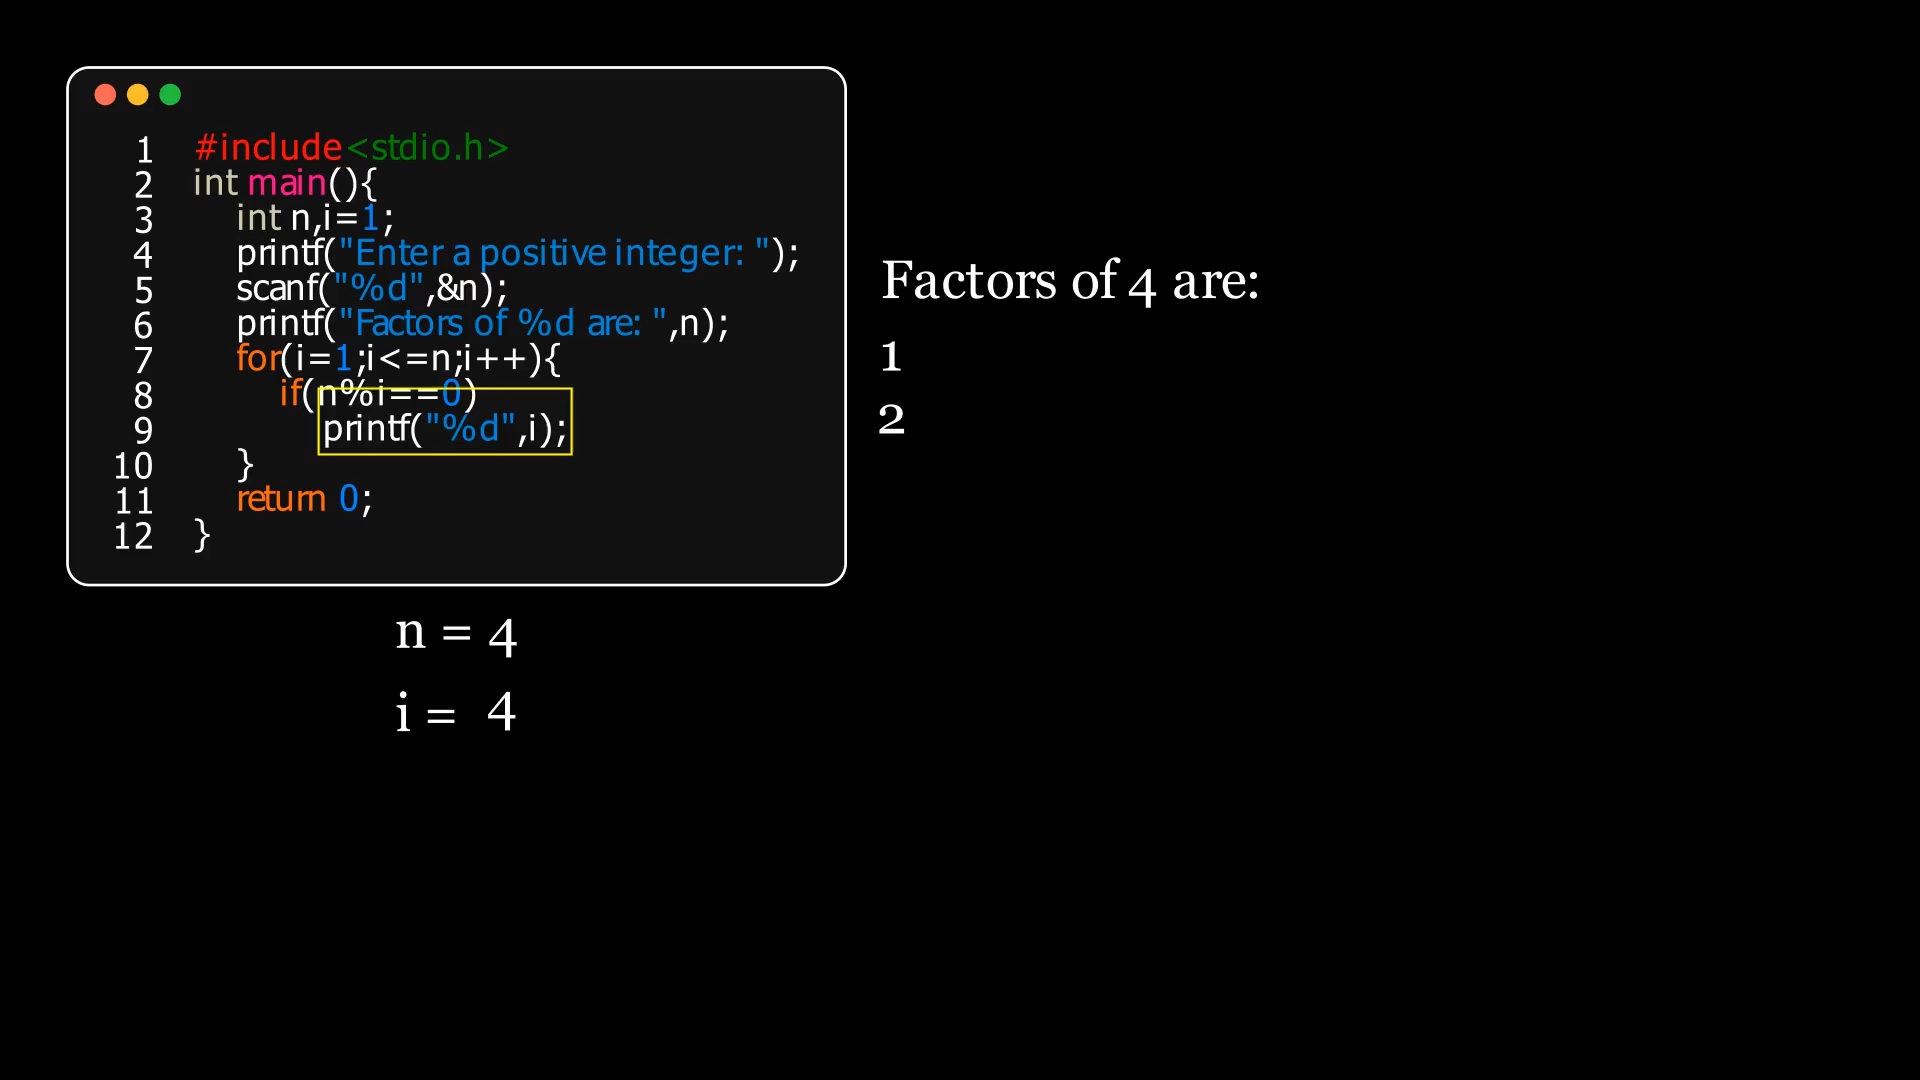 1 #include<stdio.h>
2 int main(){
3 int n,i=1;
4 printf("Enter a positive integer: ");
5 scanf("%d",&n);
6 printf("Factors of %d are: ",n);
7 for(i=1;i<=n;i++){
8 if(n%i==0)
9 printf("%d",i);
10 }
11 return 0;
12 }
n = 4
i = 4
Factors of 4 are:
1
2